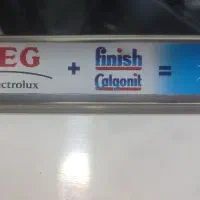 EG + finish =
ectrolux Calgonit